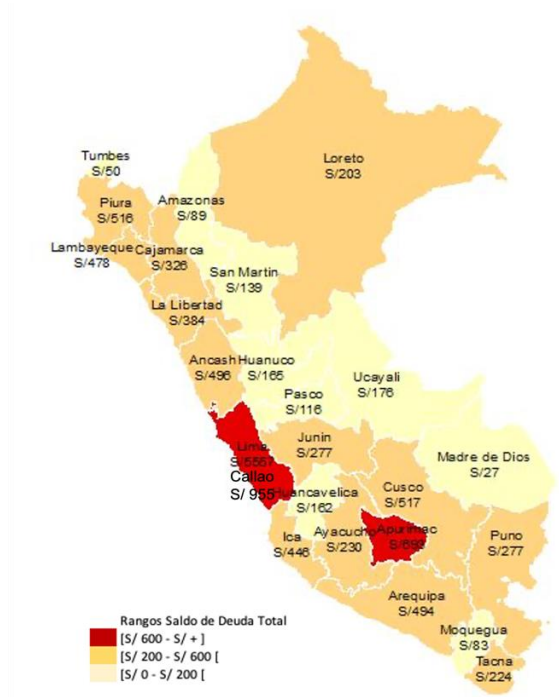 Loreto
S/203
Tumbes
S/50
Piura
S/516
Amazonas
S/89
Lambayeque
S/478
Cajamarca
S/326
San Martin
S/139
La Libertad
S/384
Ancash
S/496
Huanuco
S/165
Ucayali
S/176
Pasco
S/116
Lima
S/5557
Callao
S/ 955
Junin
S/277
Madre de Dios
S/27
Huancavelica
S/162
Cusco
S/517
Ica
S/446
Ayacucho
S/230
Apurimac
Puno
S/277
Arequipa
S/494
Moquegua
S/83
Tacna
S/224
Rangos Saldo de Deuda Total
[S/ 600 - S/ + ]
[S/ 200 - S/ 600 [
[S/ 0 - S/ 200 [